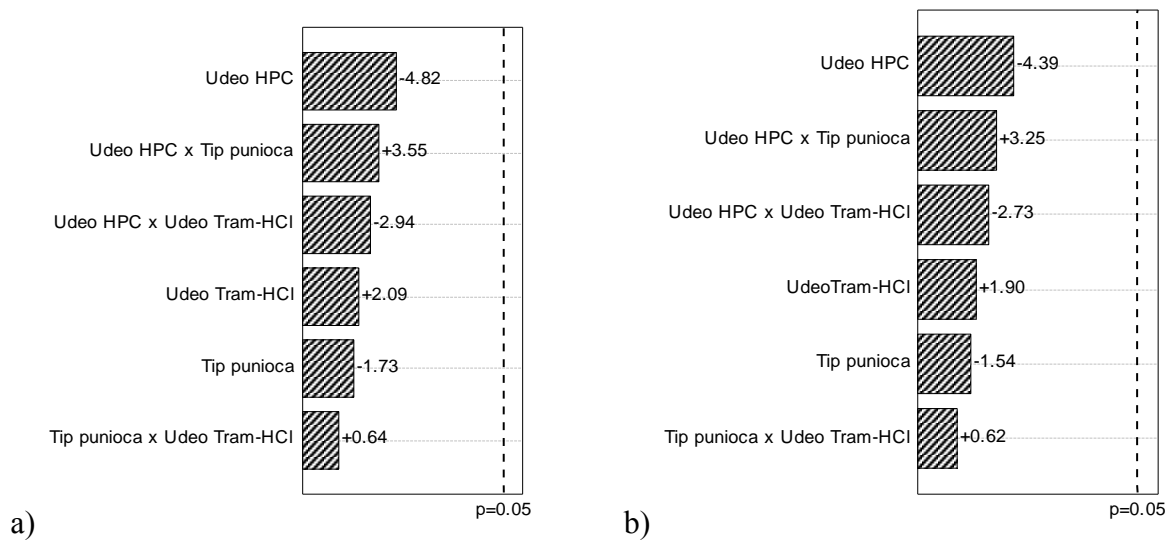 Udeo HPC
-4.82
Udeo HPC x Tip punioca
+3.55
Udeo HPC x Udeo Tram-HCl
-2.94
Udeo Tram-HCl
+2.09
Tip punioca
-1.73
Tip punioca x Udeo Tram-HCl
+0.64
p=0.05
a)
Udeo HPC
-4.39
Udeo HPC x Tip punioca
+3.25
Udeo HPC x Udeo Tram-HCl
-2.73
UdeoTram-HCl
+1.90
Tip punioca
-1.54
Tip punioca x Udeo Tram-HCl
+0.62
p=0.05
b)